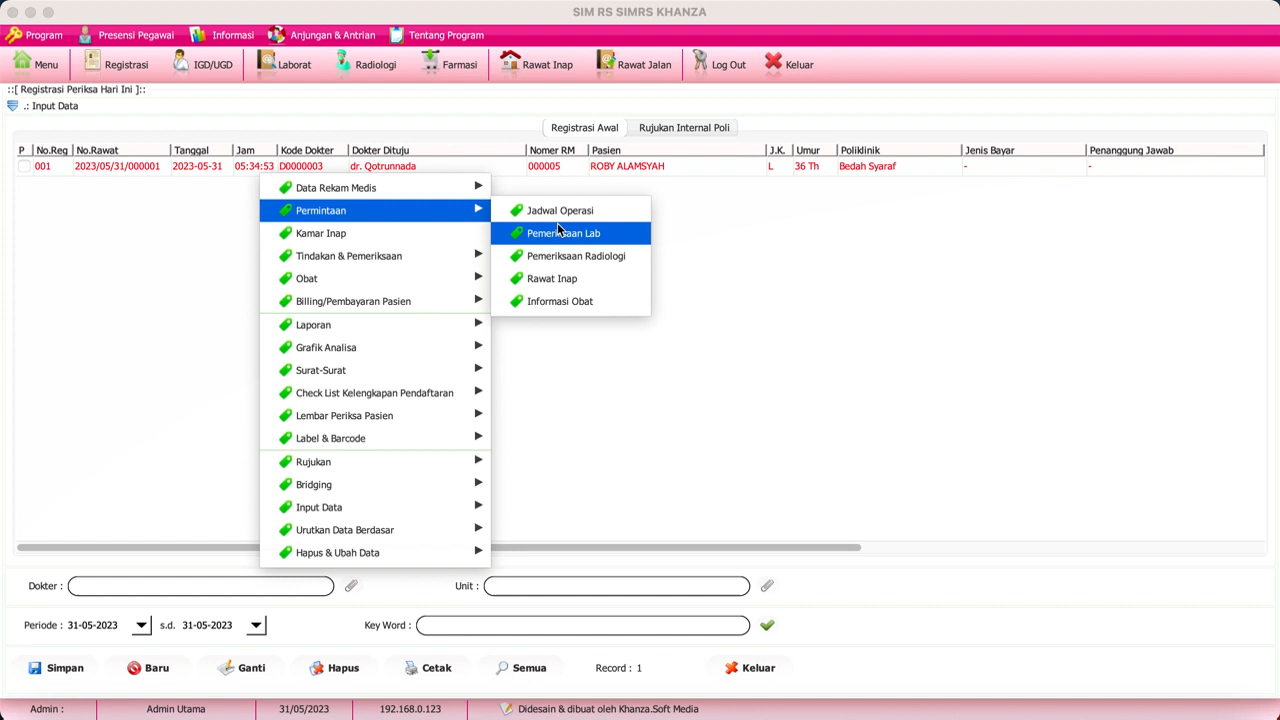 SIM RS SIMRS KHANZA
Program Presensi Pegawai Informasi Anjungan & Antrian Tentang Program
Menu Registrasi IGD/UGD Laborat Radiologi Farmasi Rawat Inap Rawat Jalan Log Out Keluar
::[ Registrasi Periksa Hari Ini ]::
.: Input Data
Registrasi Awal Rujukan Internal Poli
P No.Reg No.Rawat Tanggal Jam Kode Dokter Dokter Dituju Nomer RM Pasien J.K. Umur Poliklinik Jenis Bayar Penanggung Jawab
001 2023/05/31/000001 2023-05-31 05:34:53 D0000003 dr. Qotrunnada 000005 ROBY ALAMSYAH L 36 Th Bedah Syaraf - -
Data Rekam Medis
Permintaan
Kamar Inap
Tindakan & Pemeriksaan
Obat
Billing/Pembayaran Pasien
Laporan
Grafik Analisa
Surat-Surat
Check List Kelengkapan Pendaftaran
Lembar Periksa Pasien
Label & Barcode
Rujukan
Bridging
Input Data
Urutkan Data Berdasar
Hapus & Ubah Data
Jadwal Operasi
Pemeriksaan Lab
Pemeriksaan Radiologi
Rawat Inap
Informasi Obat
Dokter : Unit :
Periode : 31-05-2023 s.d. 31-05-2023 Key Word :
Simpan Baru Ganti Hapus Cetak Semua Record : 1 Keluar
Admin : Admin Utama 31/05/2023 192.168.0.123 Didesain & dibuat oleh Khanza.Soft Media